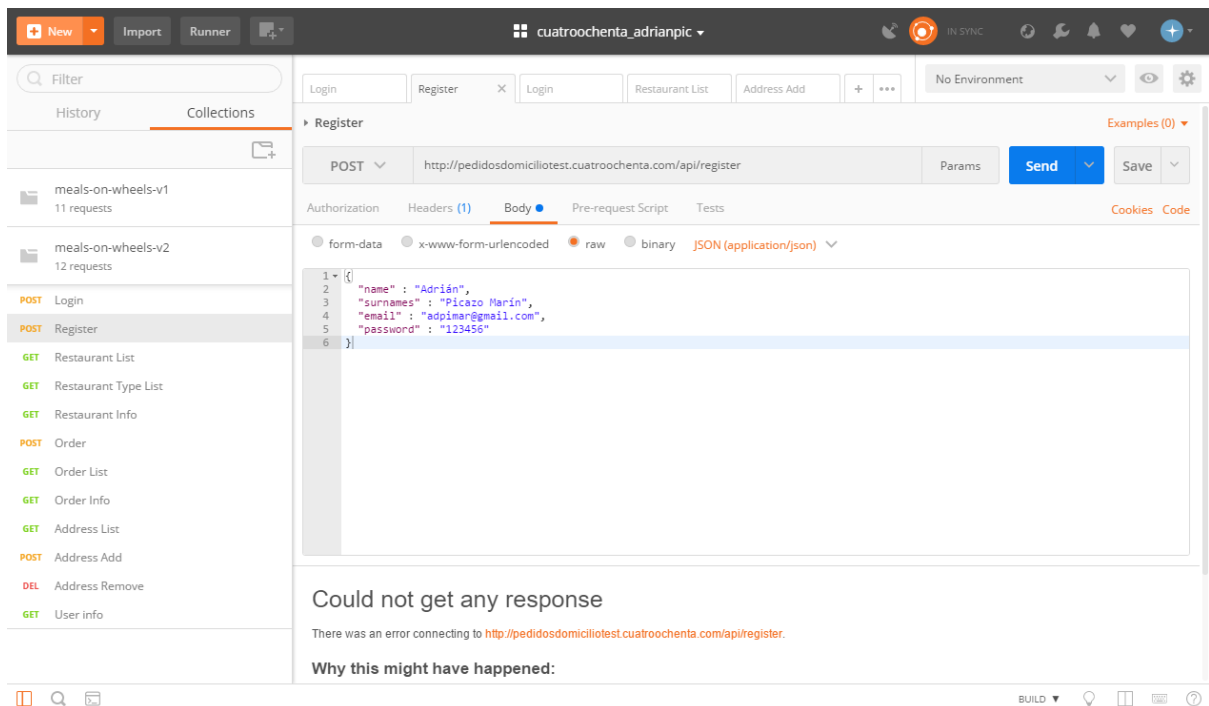 New
Import
Runner
cuatroochenta_adrianpic
IN SYNC
Filter
History
Collections
meals-on-wheels-v1
11 requests
meals-on-wheels-v2
12 requests
POST Login
POST Register
GET Restaurant List
GET Restaurant Type List
GET Restaurant Info
POST Order
GET Order List
GET Order Info
GET Address List
POST Address Add
DEL Address Remove
GET User info
Login
Register
Login
Restaurant List
Address Add
No Environment
Register
Examples (0)
POST
http://pedidosdomiciliotest.cuatroochenta.com/api/register
Params
Send
Save
Authorization
Headers (1)
Body
Pre-request Script
Tests
Cookies
Code
form-data
x-www-form-urlencoded
raw
binary
JSON (application/json)
1 {
2 "name" : "Adrián",
3 "surnames" : "Picazo Marín",
4 "email" : "adpimar@gmail.com",
5 "password" : "123456"
6 }
Could not get any response
There was an error connecting to http://pedidosdomiciliotest.cuatroochenta.com/api/register.
Why this might have happened:
BUILD